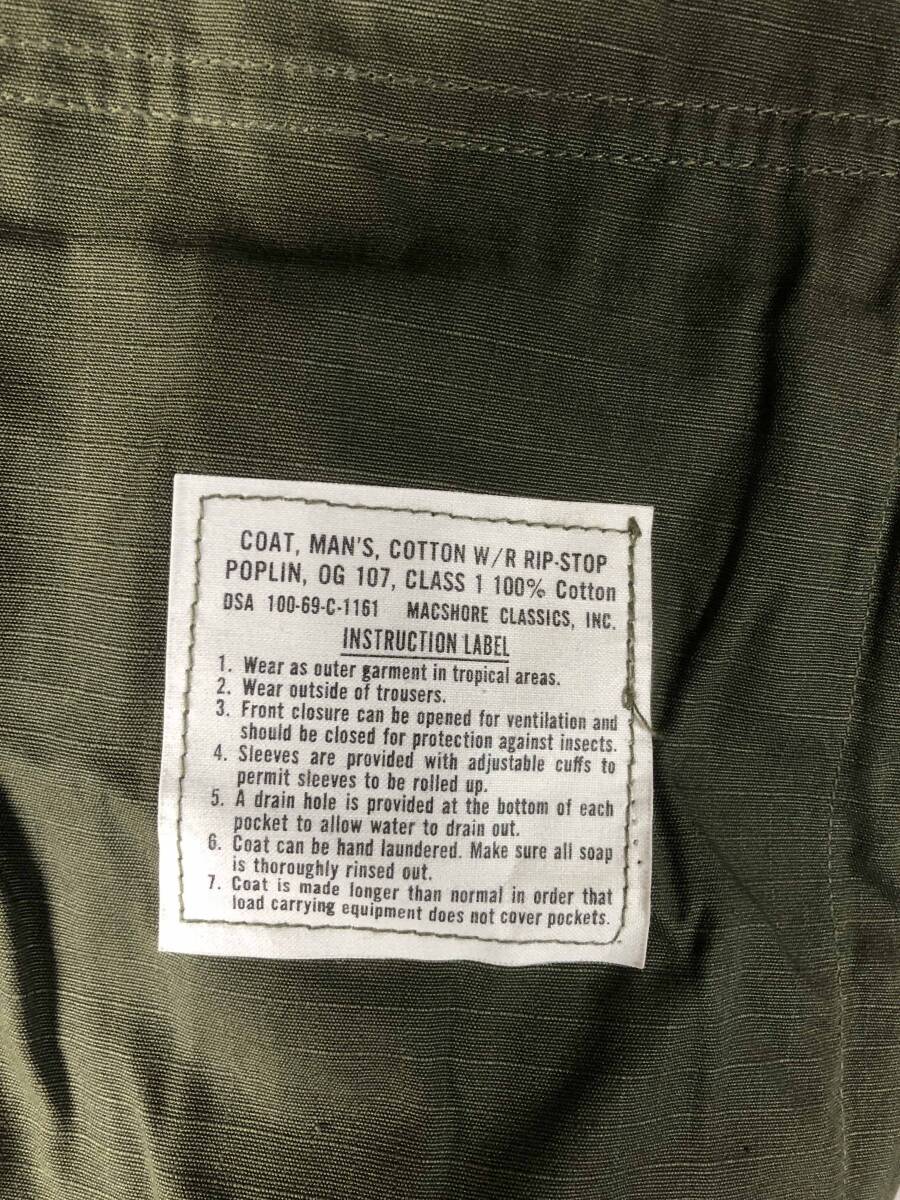 COAT, MAN'S, COTTON W/R RIP-STOP
POPLIN, OG 107, CLASS 1 100% Cotton
DSA 100-69-C-1161 MACSHORE CLASSICS, INC.
INSTRUCTION LABEL
1. Wear as outer garment in tropical areas.
2. Wear outside of trousers.
3. Front closure can be opened for ventilation and
should be closed for protection against insects.
4. Sleeves are provided with adjustable cuffs to
permit sleeves to be rolled up.
5. A drain hole is provided at the bottom of each
pocket to allow water to drain out.
6. Coat can be hand laundered. Make sure all soap
is thoroughly rinsed out.
7. Coat is made longer than normal in order that
load carrying equipment does not cover pockets.